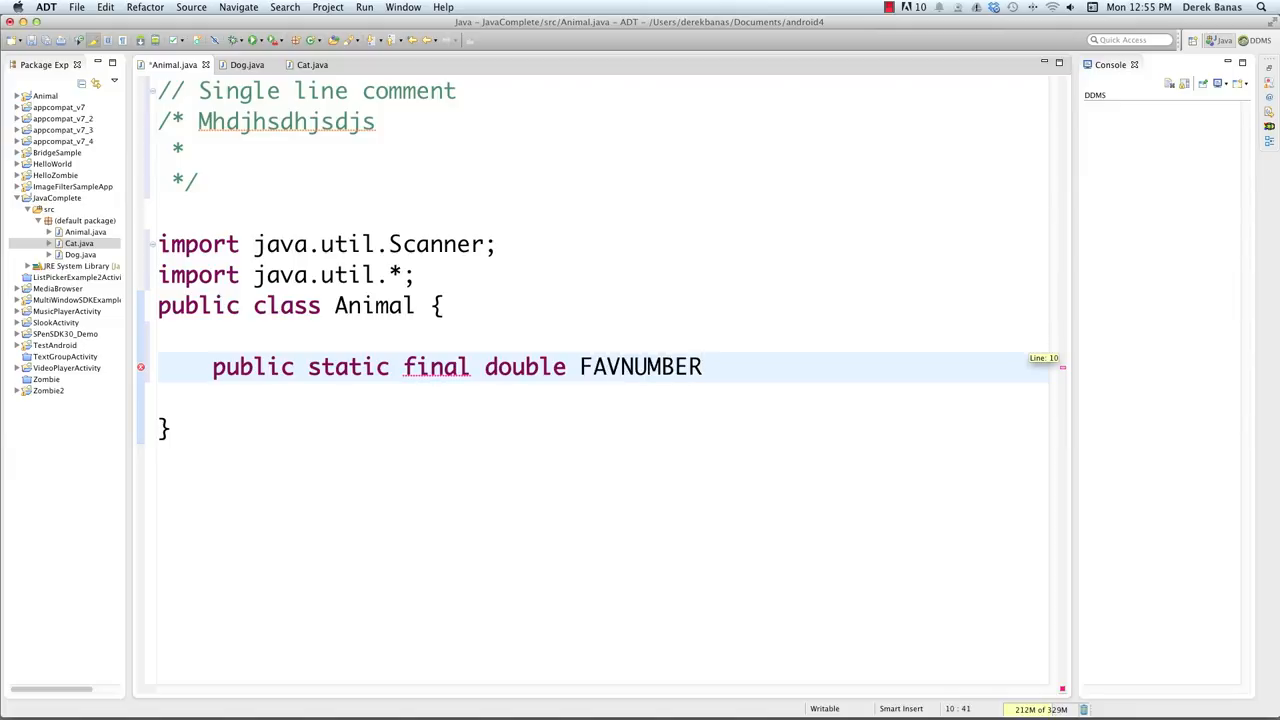 ADT File Edit Refactor Source Navigate Search Project Run Window Help 10 Mon 12:55 PM Derek Banas
Java – JavaComplete/src/Animal.java – ADT – /Users/derekbanas/Documents/android4
Quick Access Java DDMS
Package Exp
*Animal.java Dog.java Cat.java
Console
DDMS
Animal
appcompat_v7
appcompat_v7_2
appcompat_v7_3
appcompat_v7_4
BridgeSample
HelloWorld
HelloZombie
ImageFilterSampleApp
JavaComplete
src
(default package)
Animal.java
Cat.java
Dog.java
JRE System Library [Ja
ListPickerExample2Activi
MediaBrowser
MultiWindowSDKExample
MusicPlayerActivity
SlookActivity
SPenSDK30_Demo
TestAndroid
TextGroupActivity
VideoPlayerActivity
Zombie
Zombie2
// Single line comment
/* Mhdjhsdhjsdjs
*
*/
import java.util.Scanner;
import java.util.*;
public class Animal {
public static final double FAVNUMBER
Line: 10
}
Writable Smart Insert 10 : 41 212M of 329M